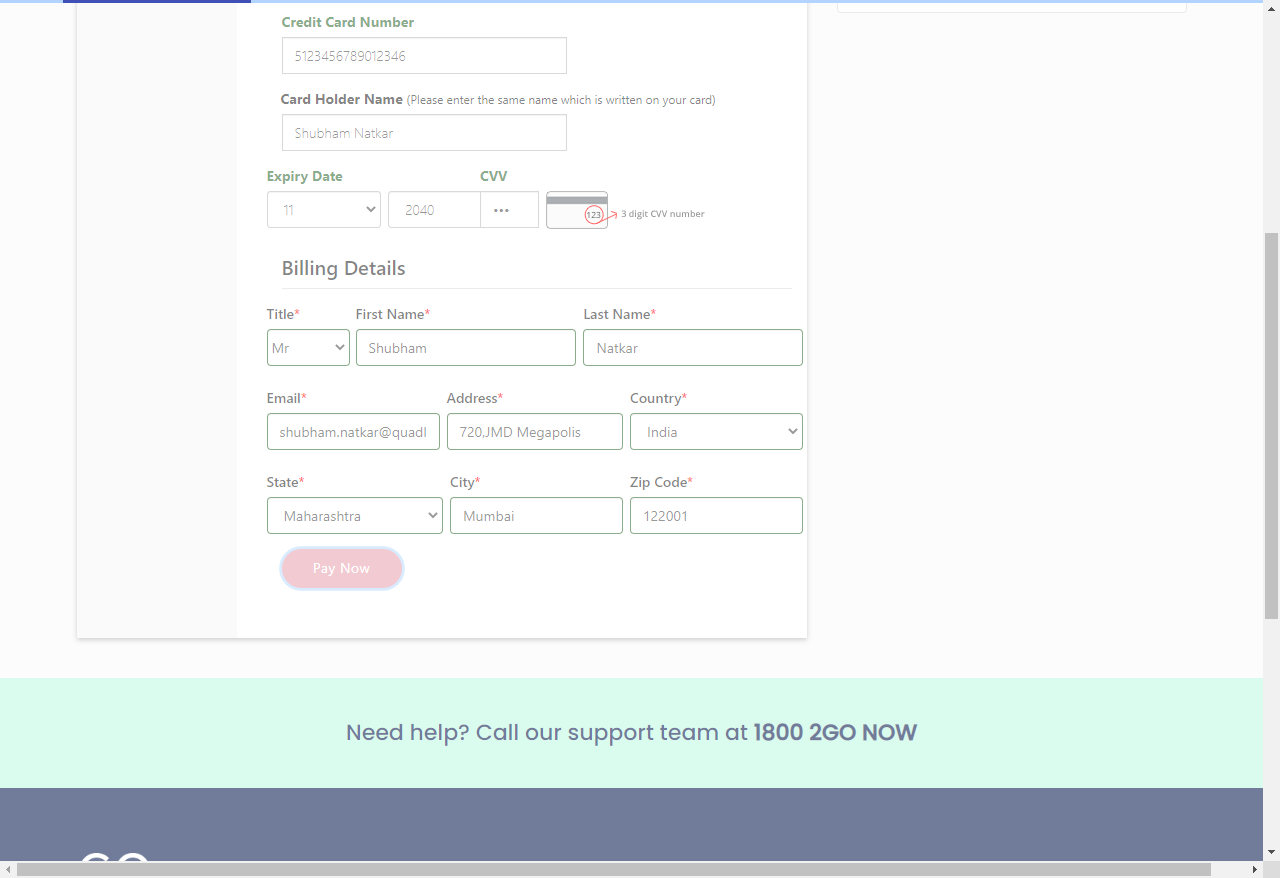 Credit Card Number
5123456789012346
Card Holder Name (Please enter the same name which is written on your card)
Shubham Natkar
Expiry Date CVV
11 2040 ••• 123 3 digit CVV number
Billing Details
Title* First Name* Last Name*
Mr Shubham Natkar
Email* Address* Country*
shubham.natkar@quadl 720,JMD Megapolis India
State* City* Zip Code*
Maharashtra Mumbai 122001
Pay Now
Need help? Call our support team at 1800 2GO NOW